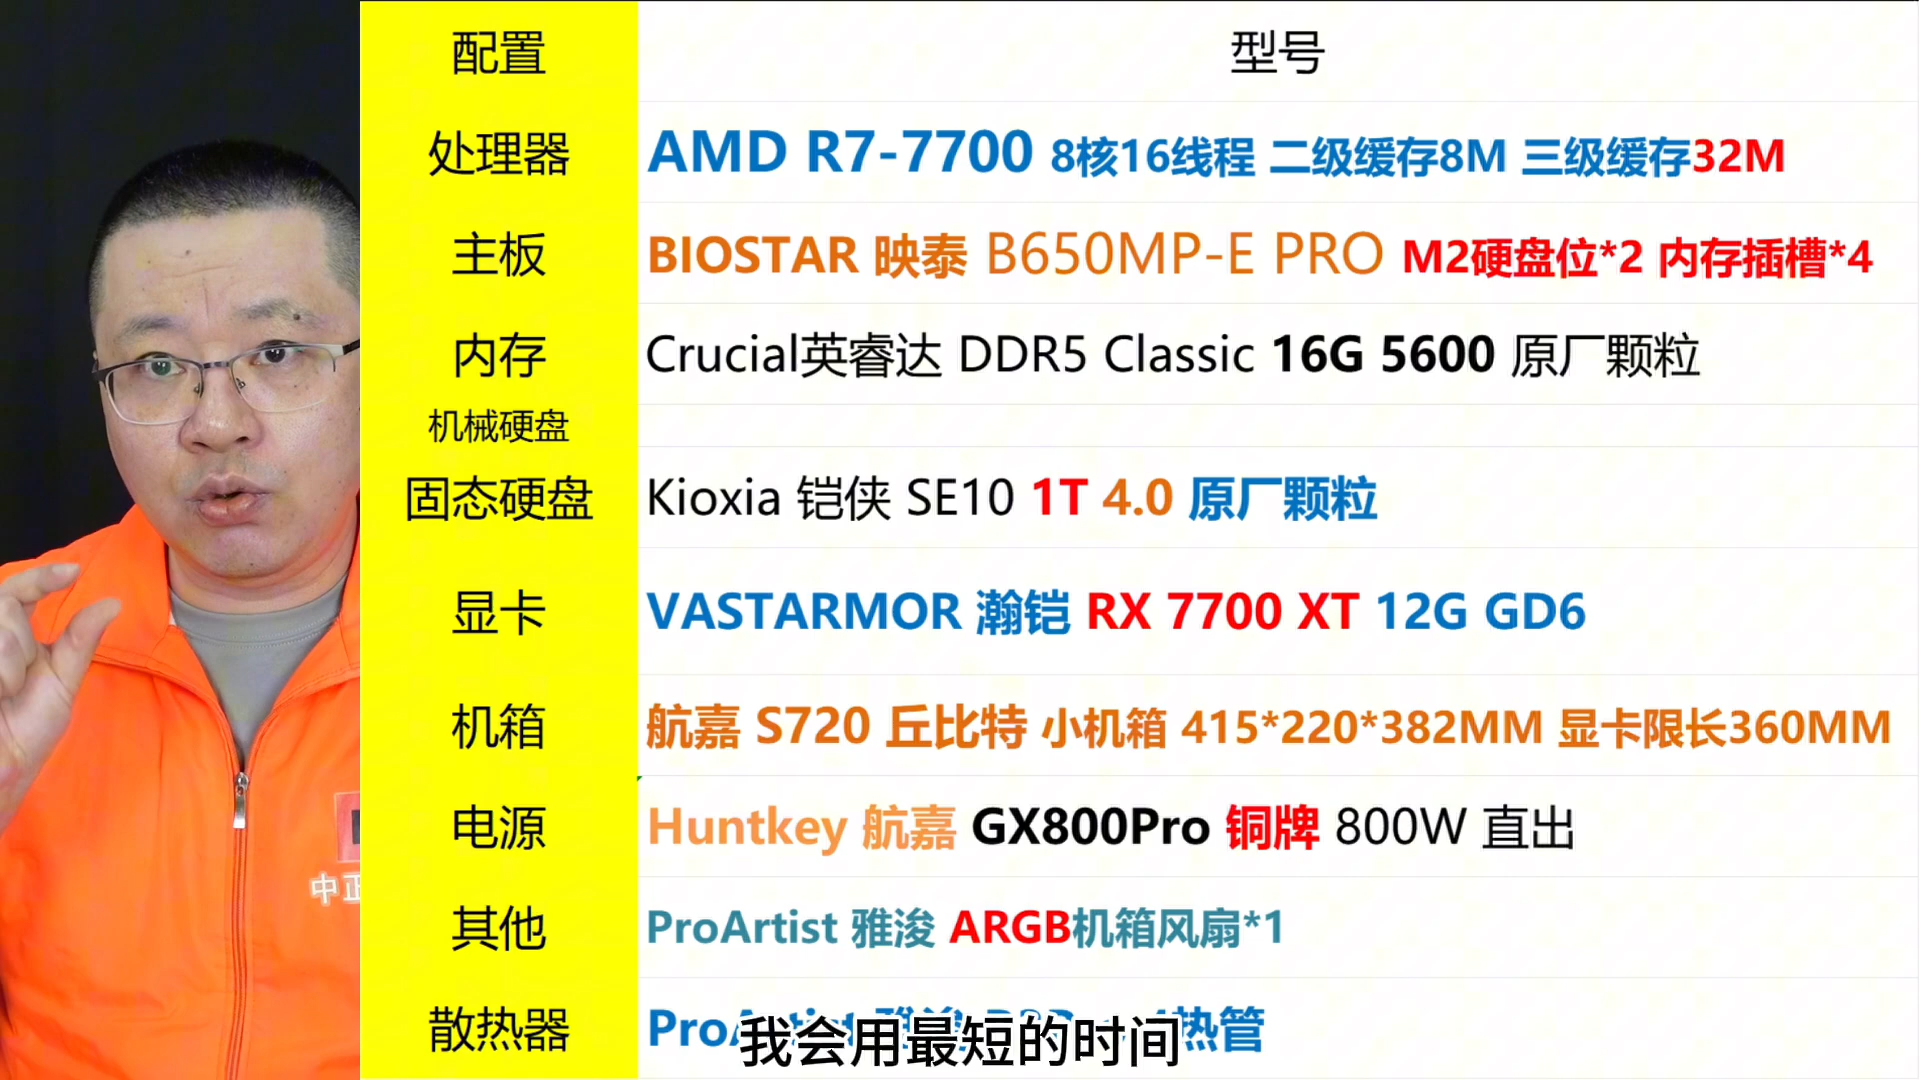 配置 型号
处理器 AMD R7-7700 8核16线程 二级缓存8M 三级缓存32M
主板 BIOSTAR 映泰 B650MP-E PRO M2硬盘位*2 内存插槽*4
内存 Crucial英睿达 DDR5 Classic 16G 5600 原厂颗粒
机械硬盘
固态硬盘 Kioxia 铠侠 SE10 1T 4.0 原厂颗粒
显卡 VASTARMOR 瀚铠 RX 7700 XT 12G GD6
机箱 航嘉 S720 丘比特 小机箱 415*220*382MM 显卡限长360MM
电源 Huntkey 航嘉 GX800Pro 铜牌 800W 直出
中正
其他 ProArtist 雅浚 ARGB机箱风扇*1
散热器 热管
我会用最短的时间